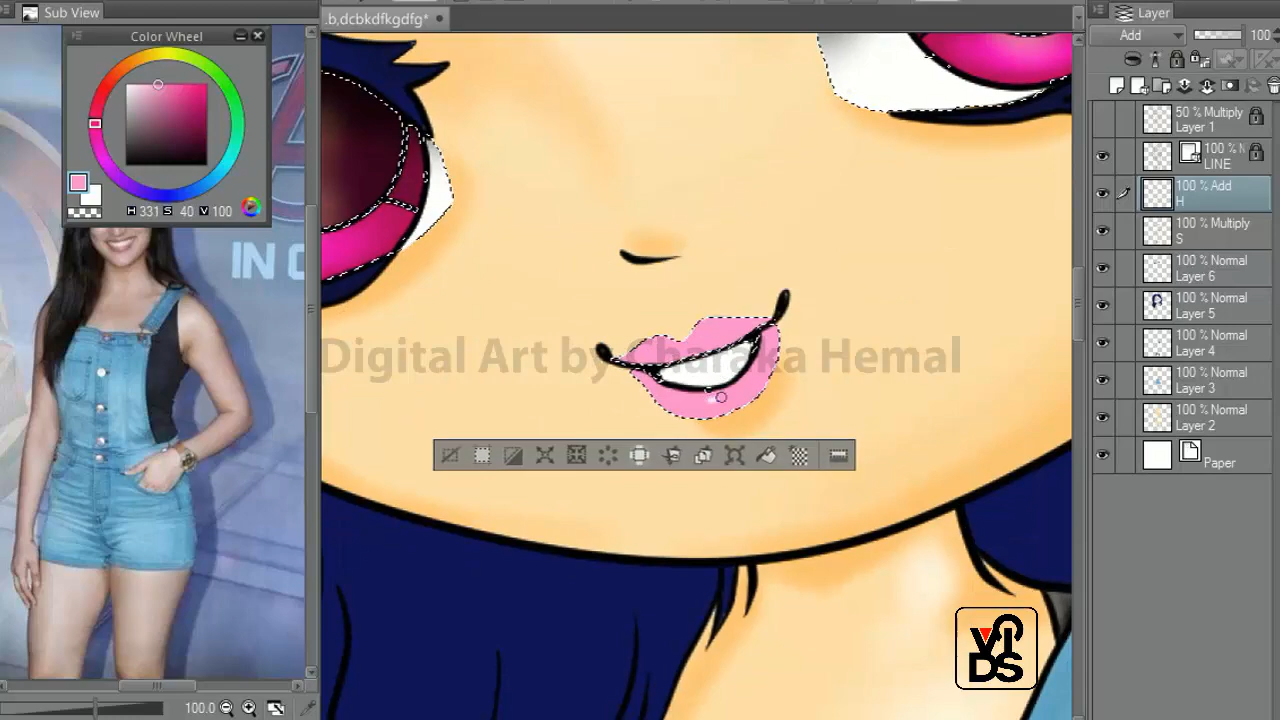 Sub View
.b,dcbkdfkgdfg*
Layer
Color Wheel
Add
100
50 % Multiply
Layer 1
100 % N
LINE
100 % Add
H
100 % Multiply
S
100 % Normal
Layer 6
100 % Normal
Layer 5
100 % Normal
Layer 4
100 % Normal
Layer 3
100 % Normal
Layer 2
Paper
H 331 S 40 V 100
IN C
Digital Art by Charaka Hemal
VIDS
100.0